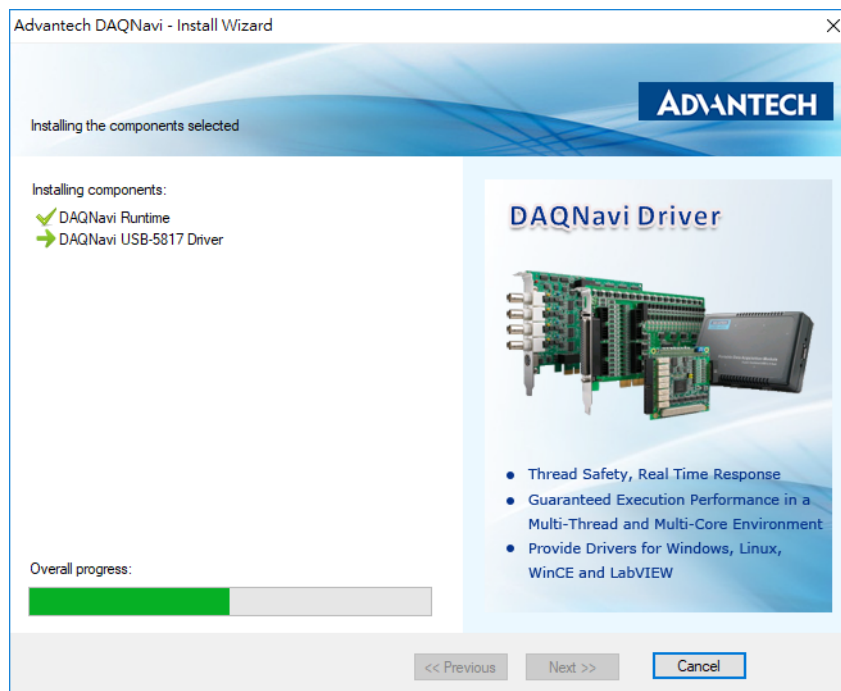 Advantech DAQNavi - Install Wizard
ADVANTECH
Installing the components selected
Installing components:
DAQNavi Runtime
DAQNavi USB-5817 Driver
Overall progress:
DAQNavi Driver
Thread Safety, Real Time Response
Guaranteed Execution Performance in a
Multi-Thread and Multi-Core Environment
Provide Drivers for Windows, Linux,
WinCE and LabVIEW
<< Previous
Next >>
Cancel